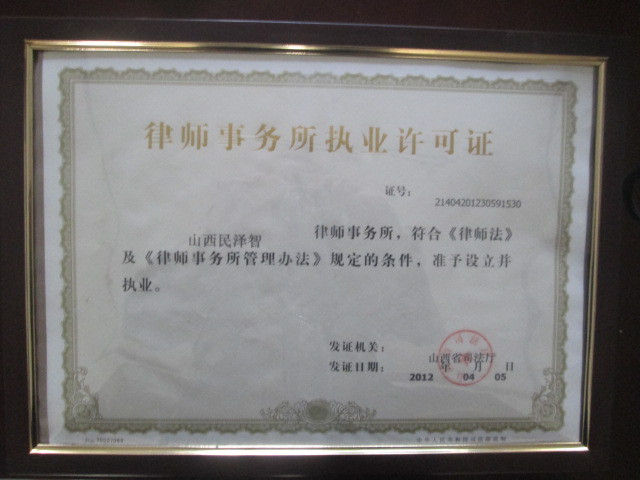 律师事务所执业许可证
证号：
21404201230591530
山西民泽智 律师事务所，符合《律师法》
及《律师事务所管理办法》规定的条件，准予设立并
执业。
发证机关：
山西省司法厅
发证日期： 2012 年 04 月 05 日